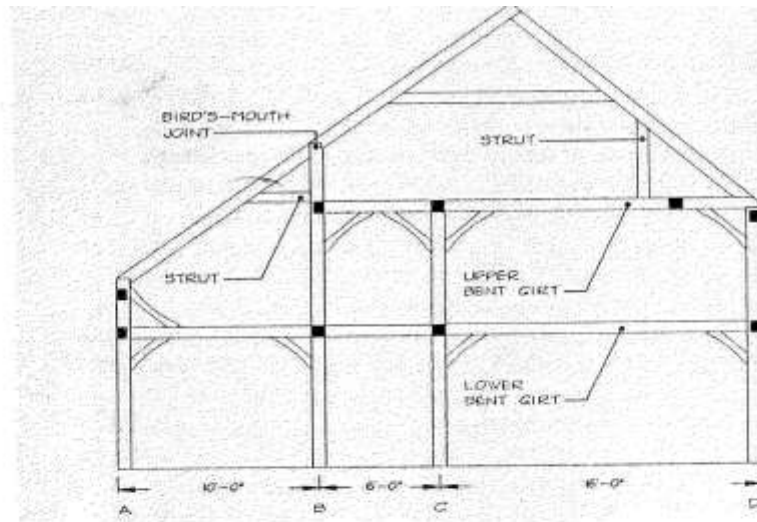 BIRD'S-MOUTH
JOINT
STRUT
STRUT
UPPER
BENT GIRT
LOWER
BENT GIRT
10'-0"
6'-0"
16'-0"
A
B
C
D